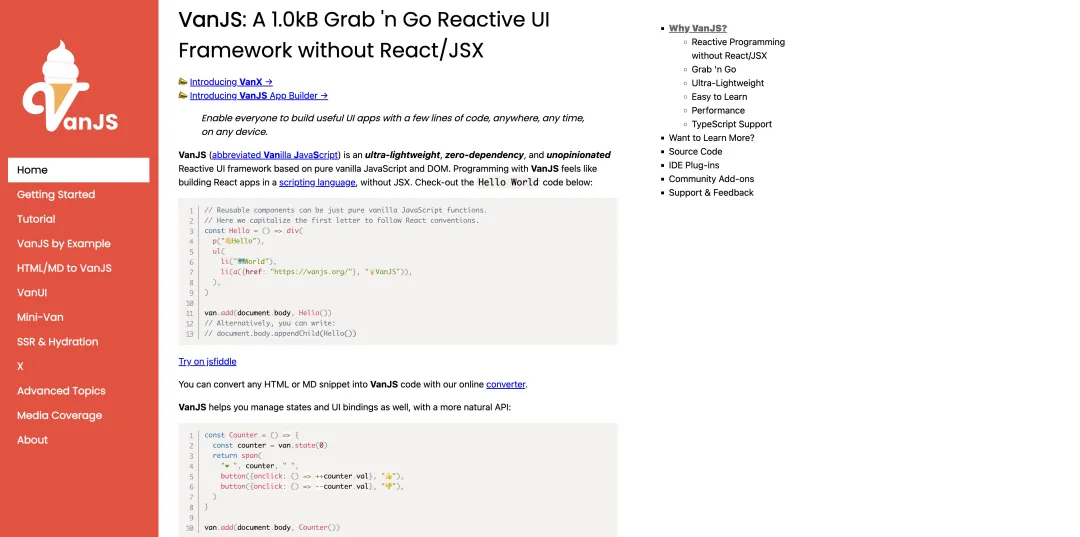 VanJS
Home
Getting Started
Tutorial
VanJS by Example
HTML/MD to VanJS
VanUI
Mini-Van
SSR & Hydration
X
Advanced Topics
Media Coverage
About
VanJS: A 1.0kB Grab 'n Go Reactive UI
Framework without React/JSX
Introducing VanX →
Introducing VanJS App Builder →
Enable everyone to build useful UI apps with a few lines of code, anywhere, any time,
on any device.
VanJS (abbreviated Vanilla JavaScript) is an ultra-lightweight, zero-dependency, and unopinionated
Reactive UI framework based on pure vanilla JavaScript and DOM. Programming with VanJS feels like
building React apps in a scripting language, without JSX. Check-out the Hello World code below:
1 // Reusable components can be just pure vanilla JavaScript functions.
2 // Here we capitalize the first letter to follow React conventions.
3 const Hello = () => div(
4 p("👋Hello"),
5 ul(
6 li("🗺️World"),
7 li(a({href: "https://vanjs.org/"}, "🍦VanJS")),
8 ),
9 )
10
11 van.add(document.body, Hello())
12 // Alternatively, you can write:
13 // document.body.appendChild(Hello())
Try on jsfiddle
You can convert any HTML or MD snippet into VanJS code with our online converter.
VanJS helps you manage states and UI bindings as well, with a more natural API:
1 const Counter = () => {
2 const counter = van.state(0)
3 return span(
4 "❤ ", counter, " ",
5 button({onclick: () => ++counter.val}, "👍"),
6 button({onclick: () => --counter.val}, "👎"),
7 )
8 }
9
10 van.add(document.body, Counter())
Why VanJS?
Reactive Programming
without React/JSX
Grab 'n Go
Ultra-Lightweight
Easy to Learn
Performance
TypeScript Support
Want to Learn More?
Source Code
IDE Plug-ins
Community Add-ons
Support & Feedback